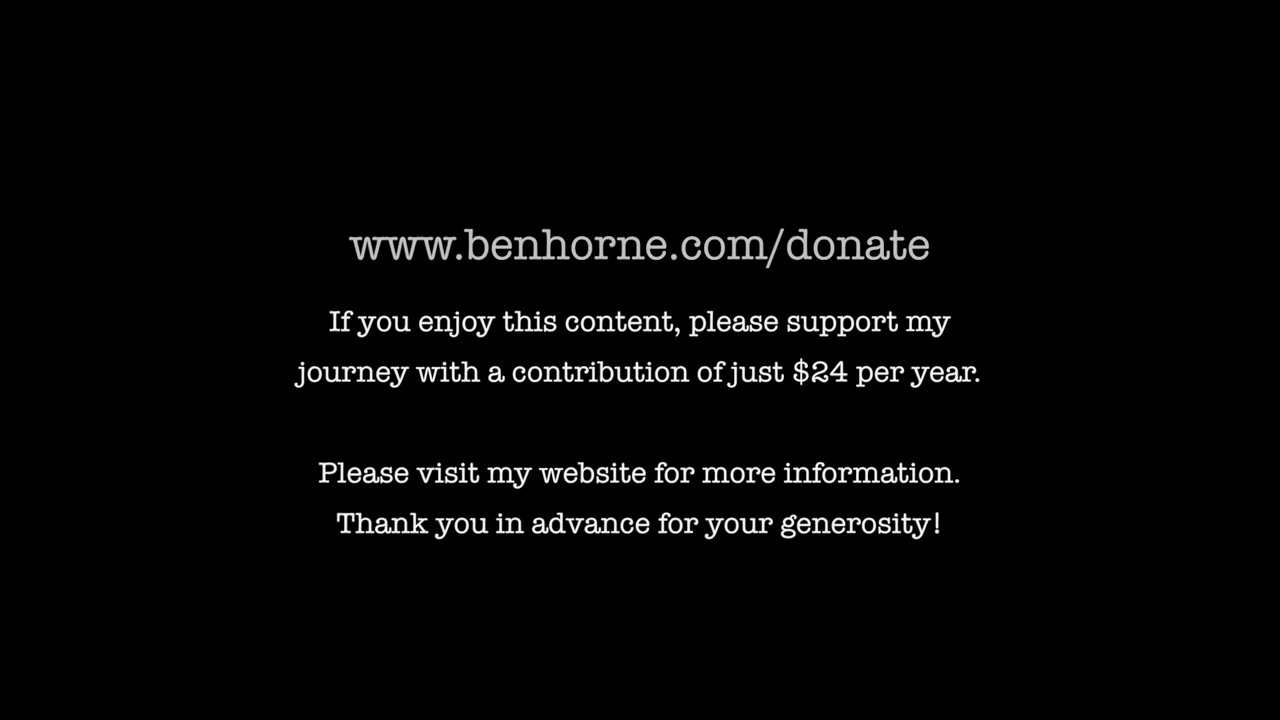 www.benhorne.com/donate
If you enjoy this content, please support my
journey with a contribution of just $24 per year.
Please visit my website for more information.
Thank you in advance for your generosity!